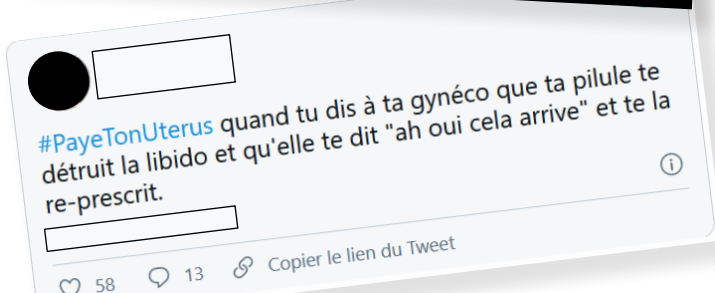 #PayeTonUterus quand tu dis à ta gynéco que ta pilule te
détruit la libido et qu'elle te dit "ah oui cela arrive" et te la
re-prescrit.
58 13 Copier le lien du Tweet